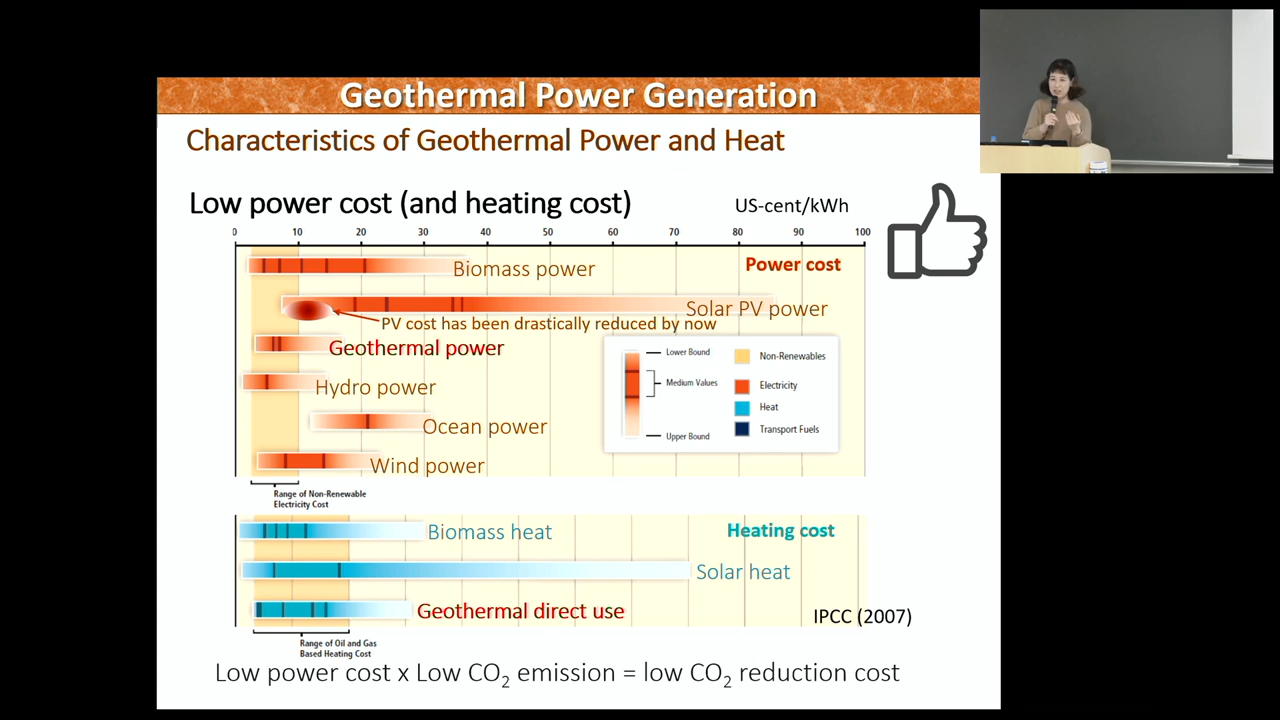 Geothermal Power Generation
Characteristics of Geothermal Power and Heat
Low power cost (and heating cost)
US-cent/kWh
0 10 20 30 40 50 60 70 80 90 100
Biomass power
Power cost
Solar PV power
PV cost has been drastically reduced by now
Geothermal power
Hydro power
Ocean power
Wind power
Lower Bound
Medium Values
Upper Bound
Non-Renewables
Electricity
Heat
Transport Fuels
Range of Non-Renewable
Electricity Cost
Biomass heat
Heating cost
Solar heat
Geothermal direct use
IPCC (2007)
Range of Oil and Gas
Based Heating Cost
Low power cost x Low CO₂ emission = low CO₂ reduction cost